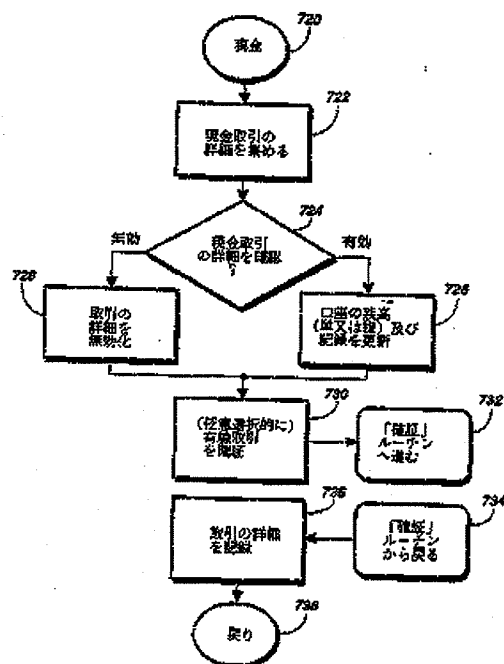 720
税金
722
税金取引の
詳細を集める
724
無効
税金取引
の詳細を確認
?
有効
728
取引の
詳細を
無効化
726
口座の残高
(単又は複)及び
記録を更新
730
(任意選択的に)
有効取引
を確証
732
「確証」
ルーチン
へ進む
736
取引の詳細
を記録
734
「確証」
ルーチン
から戻る
738
戻り